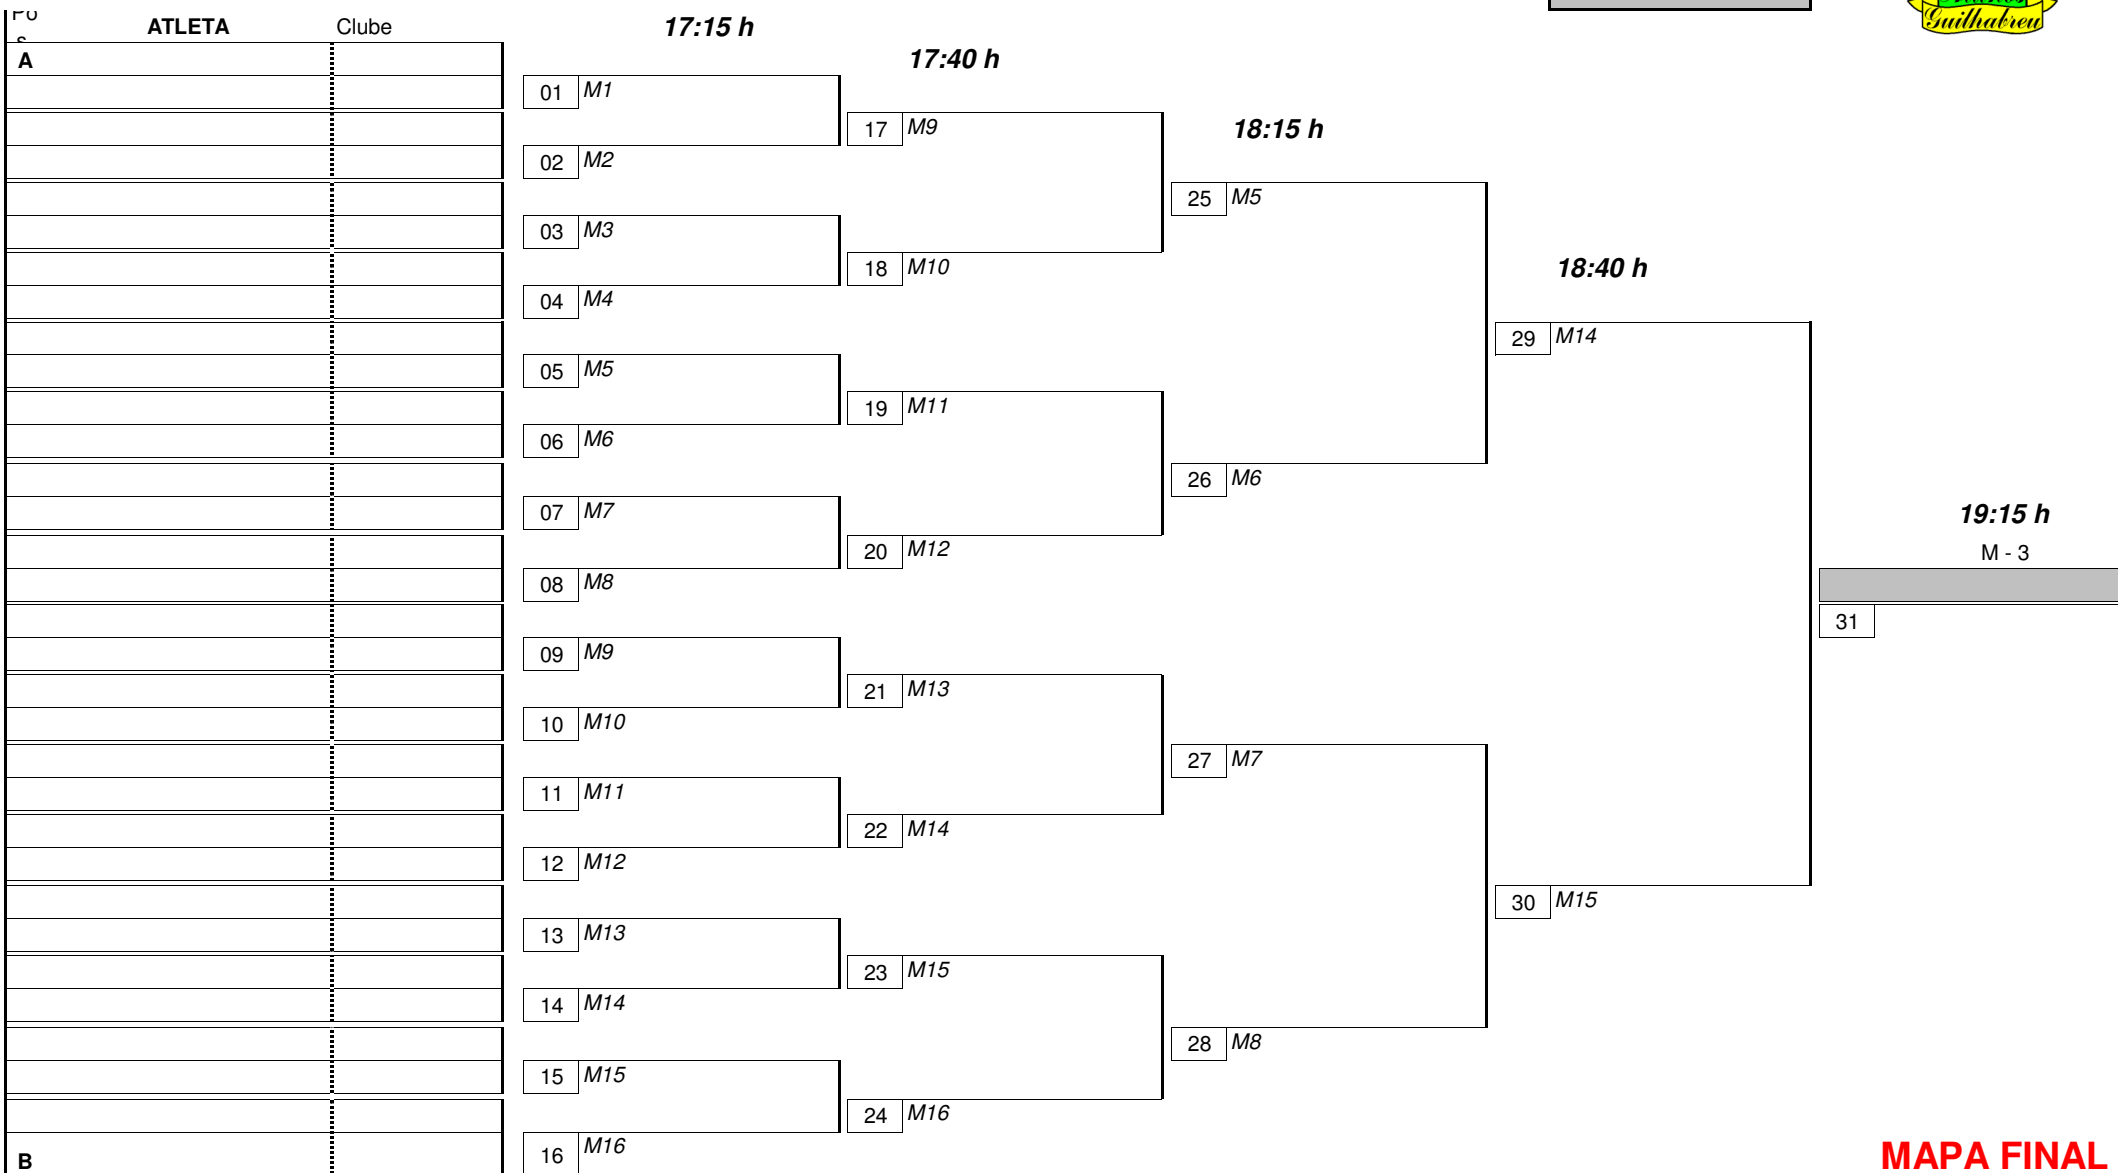 Guilhabreu
ATLETA Clube 17:15 h
A 17:40 h
01 M1
17 M9 18:15 h
02 M2
25 M5
03 M3
18 M10 18:40 h
04 M4
29 M14
05 M5
19 M11
06 M6
26 M6
07 M7 19:15 h
20 M12 M - 3
08 M8
31
09 M9
21 M13
10 M10
27 M7
11 M11
22 M14
12 M12
30 M15
13 M13
23 M15
14 M14
28 M8
15 M15
24 M16
16 M16
B MAPA FINAL